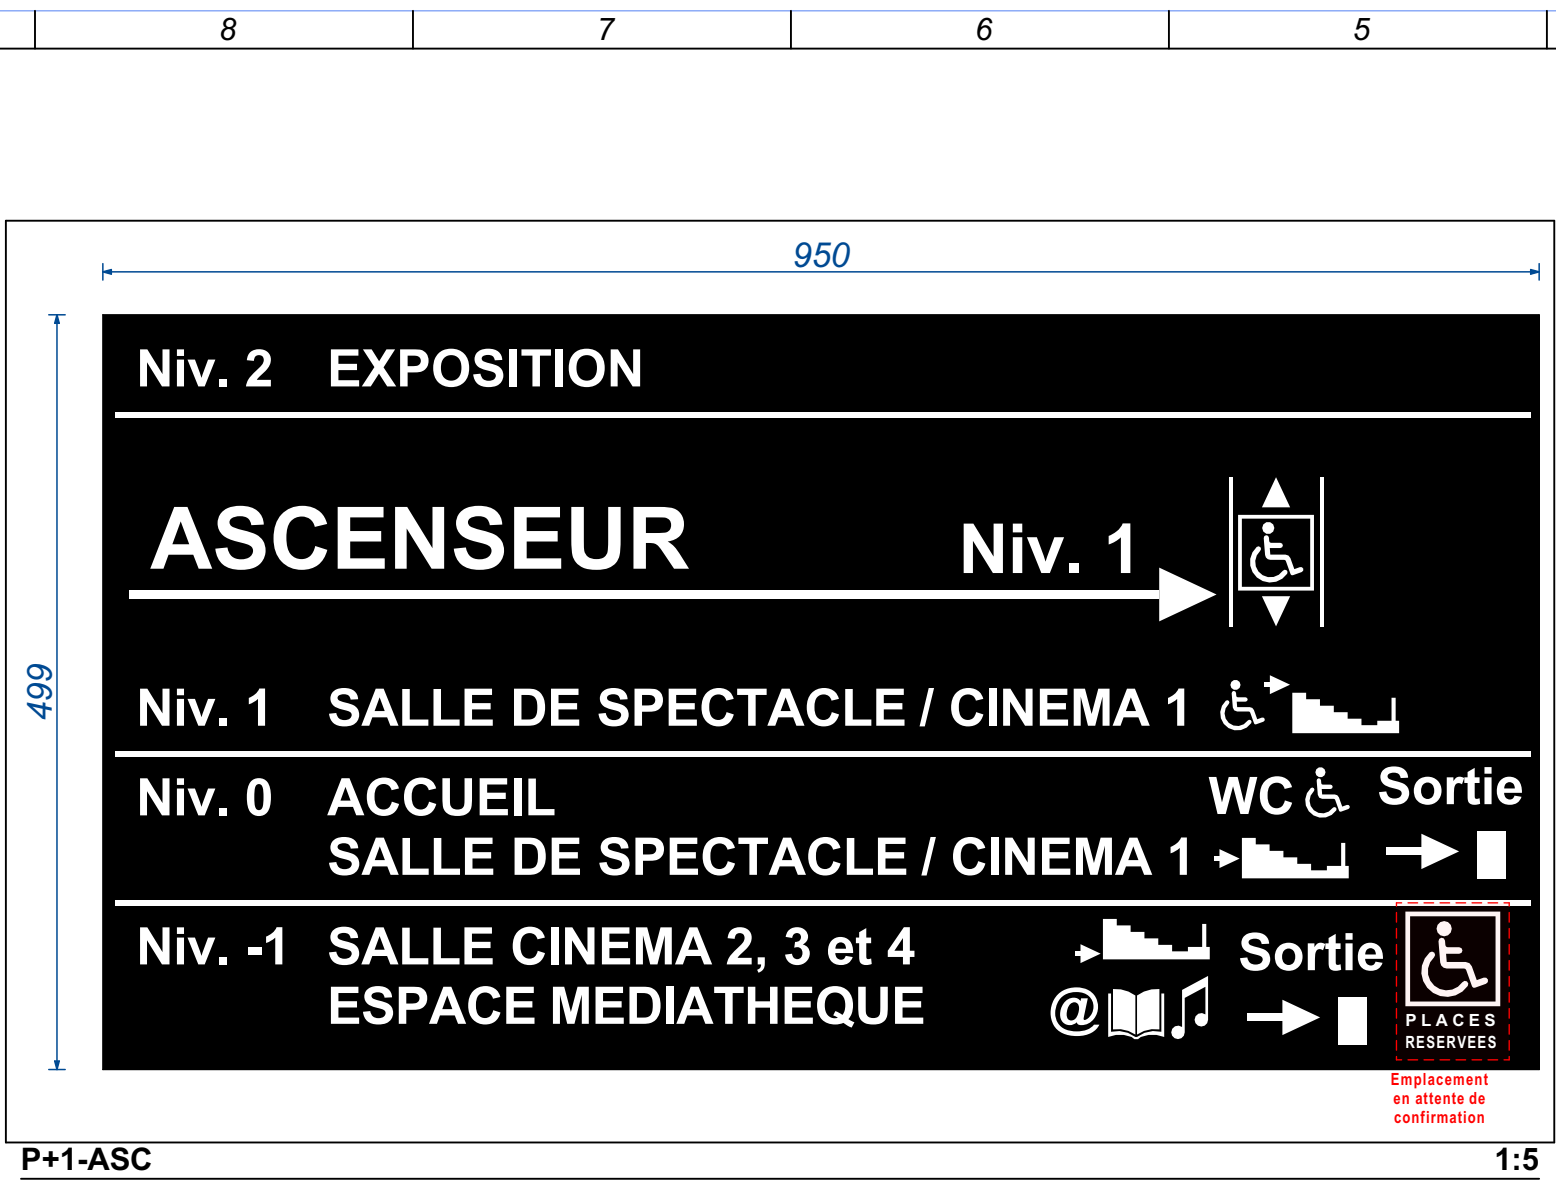 8 7 6 5
950
499
Niv. 2 EXPOSITION
ASCENSEUR Niv. 1
Niv. 1 SALLE DE SPECTACLE / CINEMA 1
Niv. 0 ACCUEIL WC Sortie
SALLE DE SPECTACLE / CINEMA 1
Niv. -1 SALLE CINEMA 2, 3 et 4 Sortie
ESPACE MEDIATHEQUE @
PLACES
RESERVEES
Emplacement
en attente de
confirmation
P+1-ASC 1:5